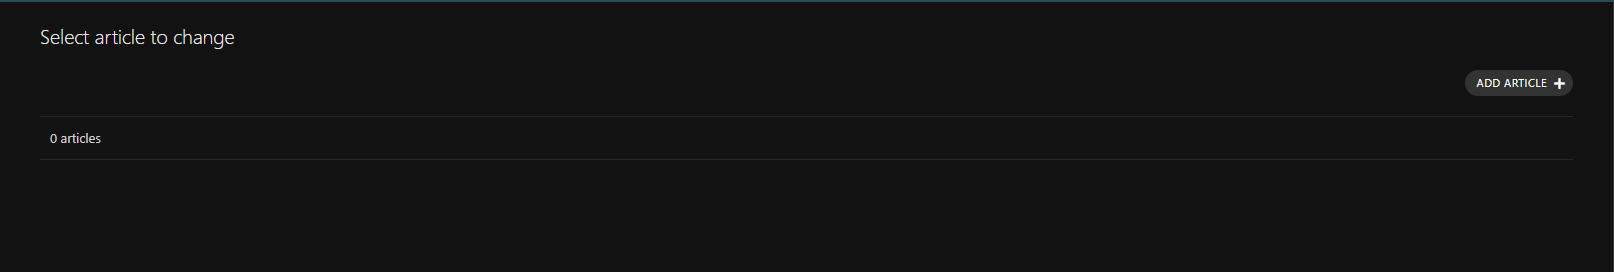 Select article to change
ADD ARTICLE
0 articles